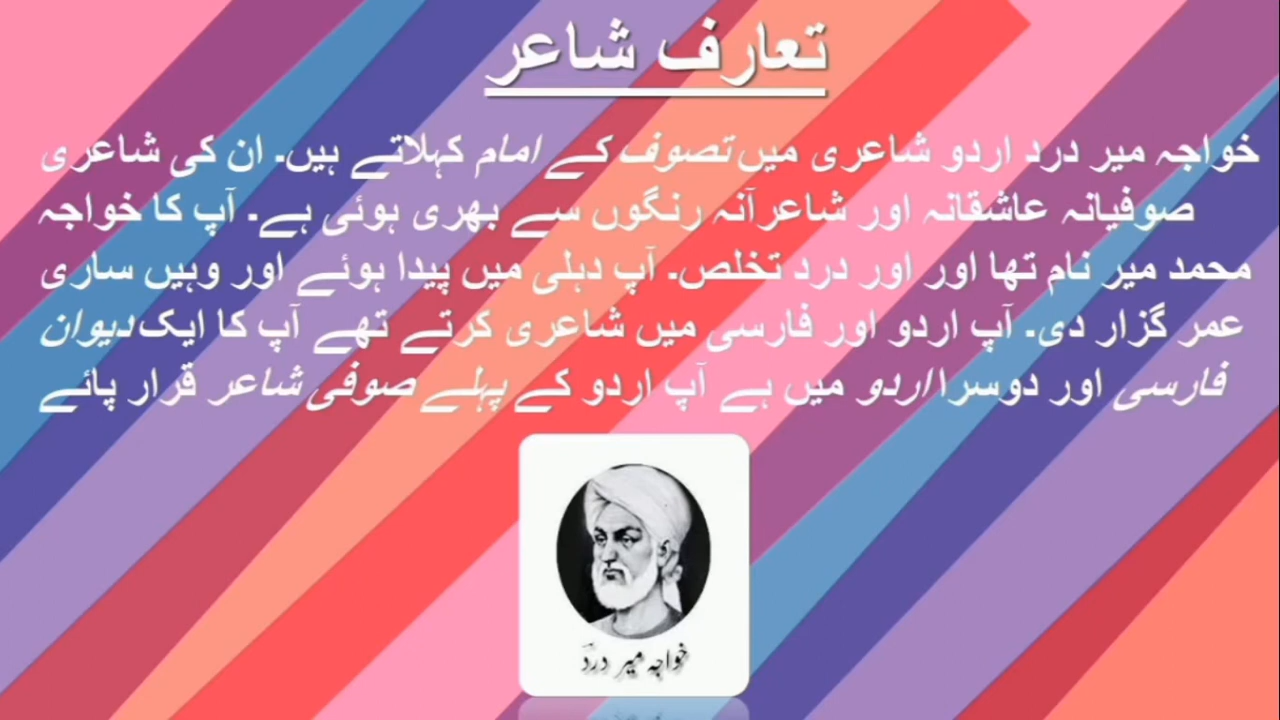 تعارف شاعر
خواجہ میر درد اردو شاعری میں تصوف کے امام کہلاتے ہیں۔ ان کی شاعری
صوفیانہ عاشقانہ اور شاعرآنہ رنگوں سے بھری ہوئی ہے۔ آپ کا خواجہ
محمد میر نام تھا اور اور درد تخلص۔ آپ دہلی میں پیدا ہوئے اور وہیں ساری
عمر گزار دی۔ آپ اردو اور فارسی میں شاعری کرتے تھے آپ کا ایک دیوان
فارسی اور دوسرا اردو میں ہے آپ اردو کے پہلے صوفی شاعر قرار پائے
خواجہ میر درد